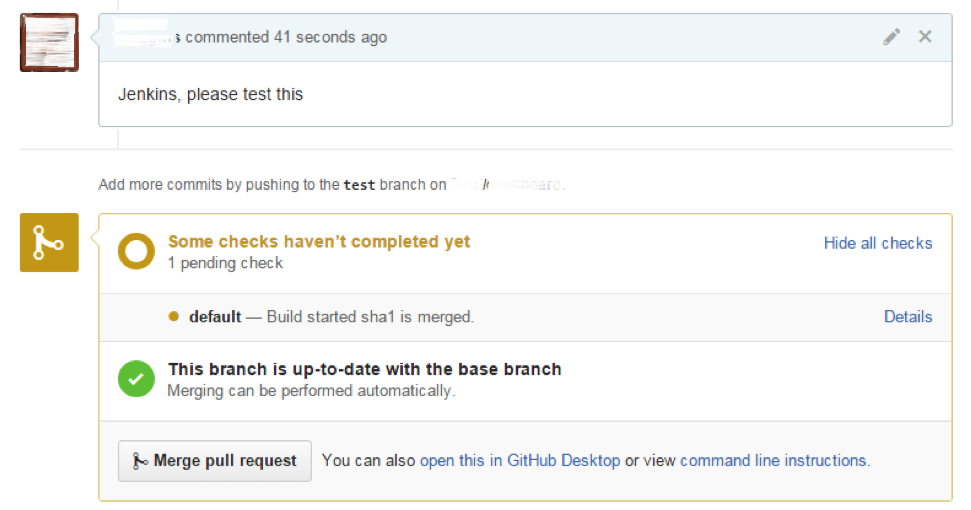 commented 41 seconds ago
Jenkins, please test this
Add more commits by pushing to the test branch on
Some checks haven’t completed yet
Hide all checks
1 pending check
default — Build started sha1 is merged.
Details
This branch is up-to-date with the base branch
Merging can be performed automatically.
Merge pull request
You can also open this in GitHub Desktop or view command line instructions.